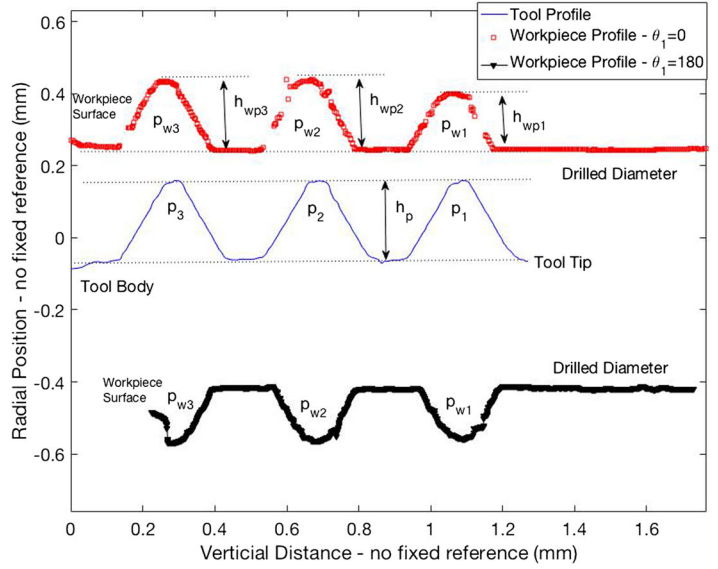 Tool Profile
Workpiece Profile - θ1=0
Workpiece Profile - θ1=180
0.6
0.4
0.2
0
-0.2
-0.4
-0.6
Radial Position - no fixed reference (mm)
Workpiece
Surface
pw3
hwp3
pw2
hwp2
pw1
hwp1
Drilled Diameter
p3
p2
hp
p1
Tool Body
Tool Tip
Workpiece
Surface
pw3
pw2
pw1
Drilled Diameter
0
0.2
0.4
0.6
0.8
1
1.2
1.4
1.6
Verticial Distance - no fixed reference (mm)